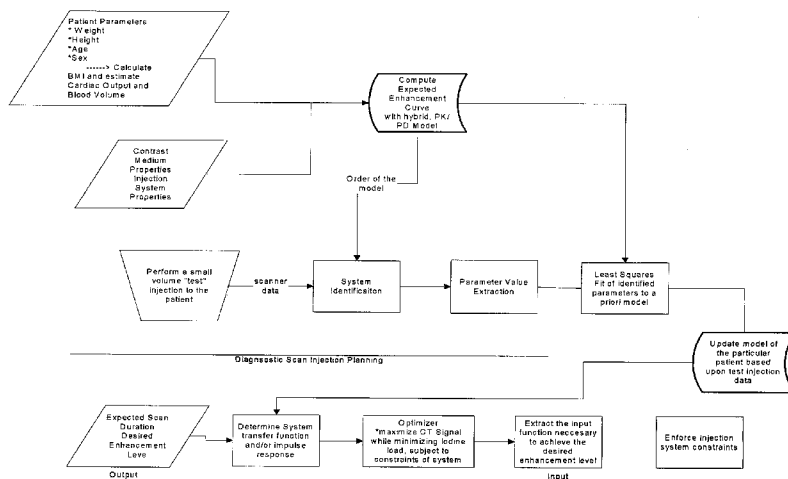 Patient Parameters
* Weight
* Height
*Age
*Sex
------> Calculate
BMI and estimate
Cardiac Output and
Blood Volume
Compute
Expected
Enhancement
Curve
with hybrid, PK/
PD Model
Contrast
Medium
Properties
Injection
System
Properties
Order of the
model
Perform a small
volume "test"
injection to the
patient
scanner
data
System
Identificaiton
Parameter Value
Extraction
Least Squares
Fit of identified
parameters to a
priori model
Update model of
the particular
patient based
upon test injection
data
Diagnostic Scan Injection Planning
Expected Scan
Duration
Desired
Enhancement
Level
Output
Determine System
transfer function
and/or impulse
response
Optimizer
*maximize CT Signal
while minimizing Iodine
load, subject to
constraints of system
Extract the input
function neccesary
to achieve the
desired
enhancement level
Input
Enforce injection
system constraints